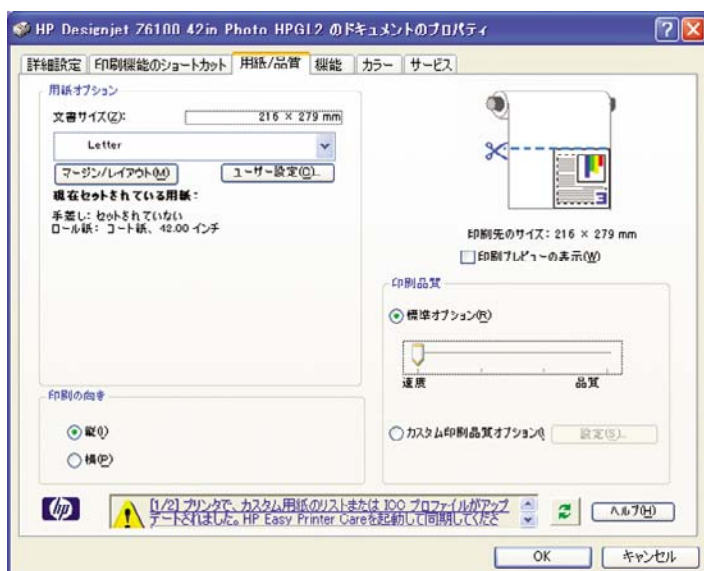 HP Designjet Z6100 42in Photo HPGL2 のドキュメントのプロパティ
詳細設定 印刷機能のショートカット 用紙/品質 機能 カラー サービス
用紙オプション
文書サイズ(Z): 216 × 279 mm
Letter
マージン/レイアウト(M) ユーザー設定(C)...
現在セットされている用紙:
手差し: セットされていない
ロール紙: コート紙、42.00 インチ
印刷先のサイズ: 216 × 279 mm
印刷プレビューの表示(W)
印刷品質
標準オプション(R)
速度 品質
カスタム印刷品質オプション( 設定(S)...
印刷の向き
縦(I)
横(P)
hp
[1/2] プリンタで、カスタム用紙のリストまたは ICC プロファイルがアップ
デートされました。HP Easy Printer Careを起動して同期してくださ
ヘルプ(H)
OK キャンセル